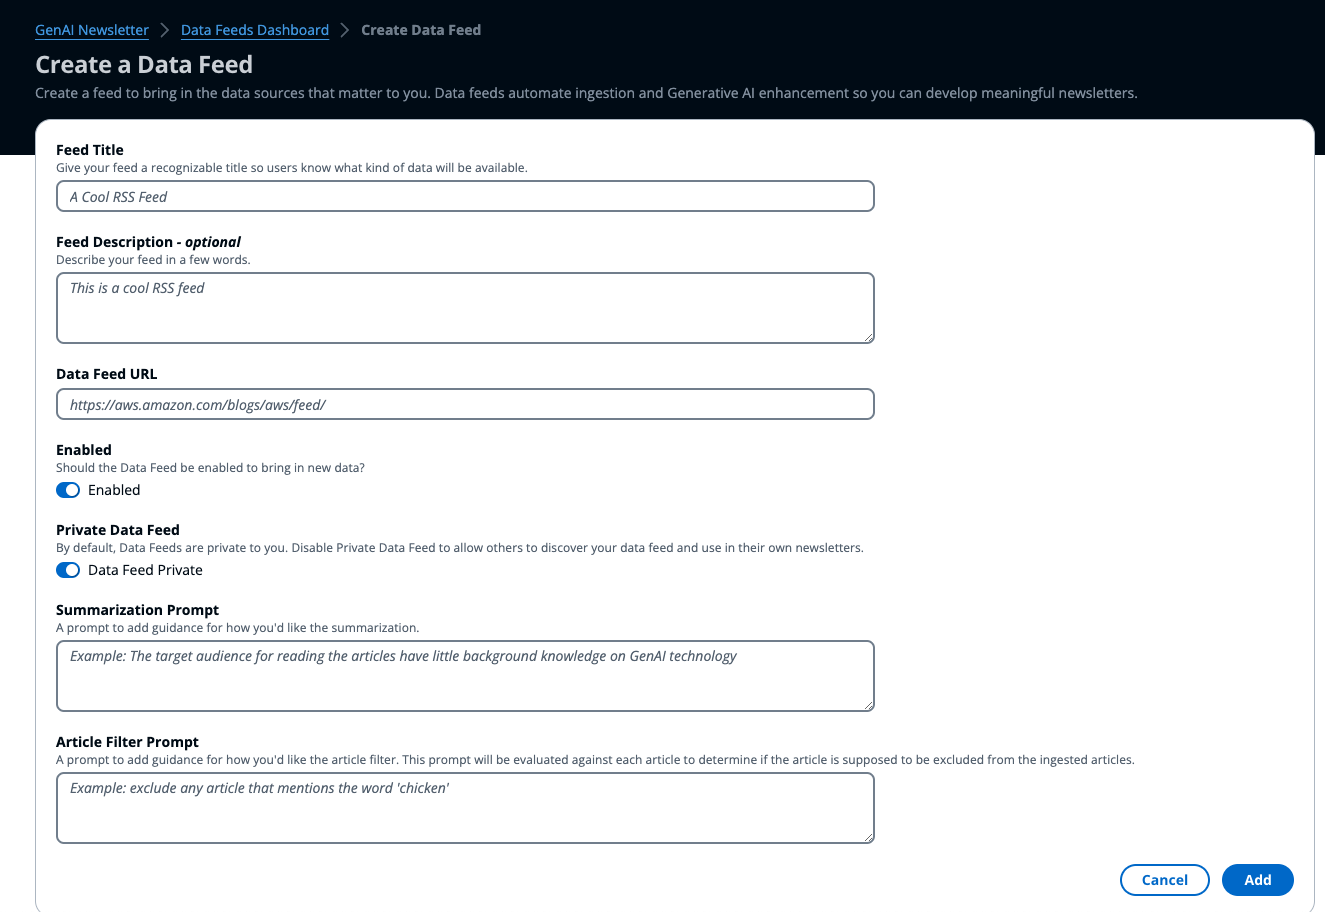 GenAI Newsletter > Data Feeds Dashboard > Create Data Feed
Create a Data Feed
Create a feed to bring in the data sources that matter to you. Data feeds automate ingestion and Generative AI enhancement so you can develop meaningful newsletters.
Feed Title
Give your feed a recognizable title so users know what kind of data will be available.
A Cool RSS Feed
Feed Description - optional
Describe your feed in a few words.
This is a cool RSS feed
Data Feed URL
https://aws.amazon.com/blogs/aws/feed/
Enabled
Should the Data Feed be enabled to bring in new data?
Enabled
Private Data Feed
By default, Data Feeds are private to you. Disable Private Data Feed to allow others to discover your data feed and use in their own newsletters.
Data Feed Private
Summarization Prompt
A prompt to add guidance for how you'd like the summarization.
Example: The target audience for reading the articles have little background knowledge on GenAI technology
Article Filter Prompt
A prompt to add guidance for how you'd like the article filter. This prompt will be evaluated against each article to determine if the article is supposed to be excluded from the ingested articles.
Example: exclude any article that mentions the word 'chicken'
Cancel Add